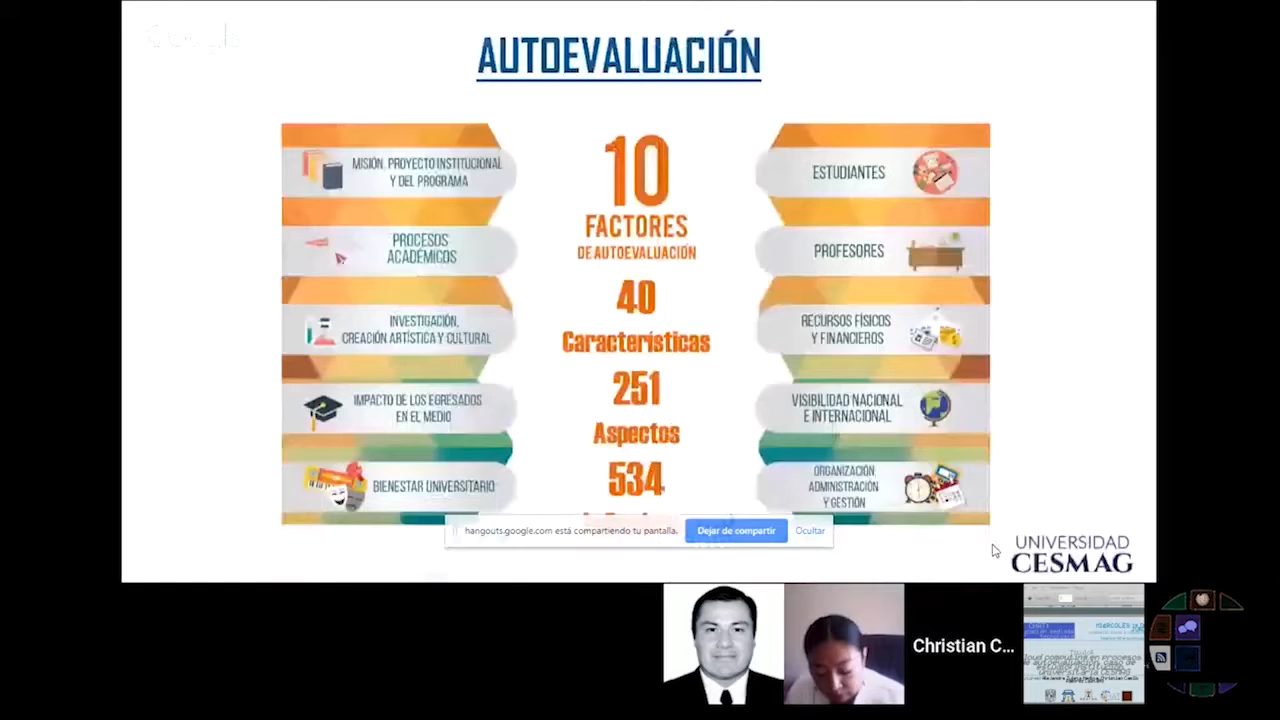 AUTOEVALUACIÓN
MISIÓN, PROYECTO INSTITUCIONAL
Y DEL PROGRAMA
PROCESOS
ACADÉMICOS
INVESTIGACIÓN,
CREACIÓN ARTÍSTICA Y CULTURAL
IMPACTO DE LOS EGRESADOS
EN EL MEDIO
BIENESTAR UNIVERSITARIO
10
FACTORES
DE AUTOEVALUACIÓN
40
Características
251
Aspectos
534
ESTUDIANTES
PROFESORES
RECURSOS FÍSICOS
Y FINANCIEROS
VISIBILIDAD NACIONAL
E INTERNACIONAL
ORGANIZACIÓN,
ADMINISTRACIÓN
Y GESTIÓN
hangouts.google.com está compartiendo tu pantalla.
Dejar de compartir
Ocultar
UNIVERSIDAD
CESMAG
Christian C...